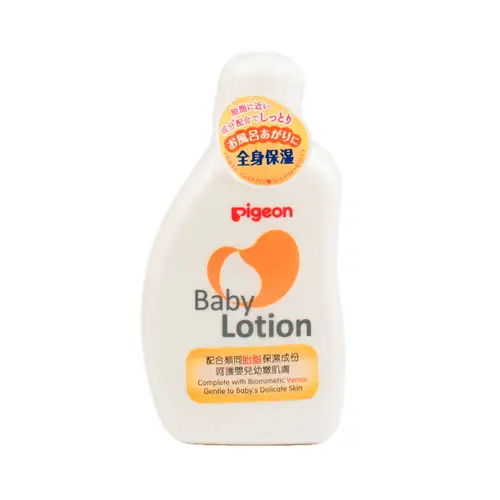 胎脂に近い
成分配合でしっとり
お風呂あがりに
全身保湿
Pigeon
Baby
Lotion
配合類同胎脂保濕成份
呵護嬰兒幼嫩肌膚
Complete with Biomimetic Vernix
Gentle to Baby's Delicate Skin